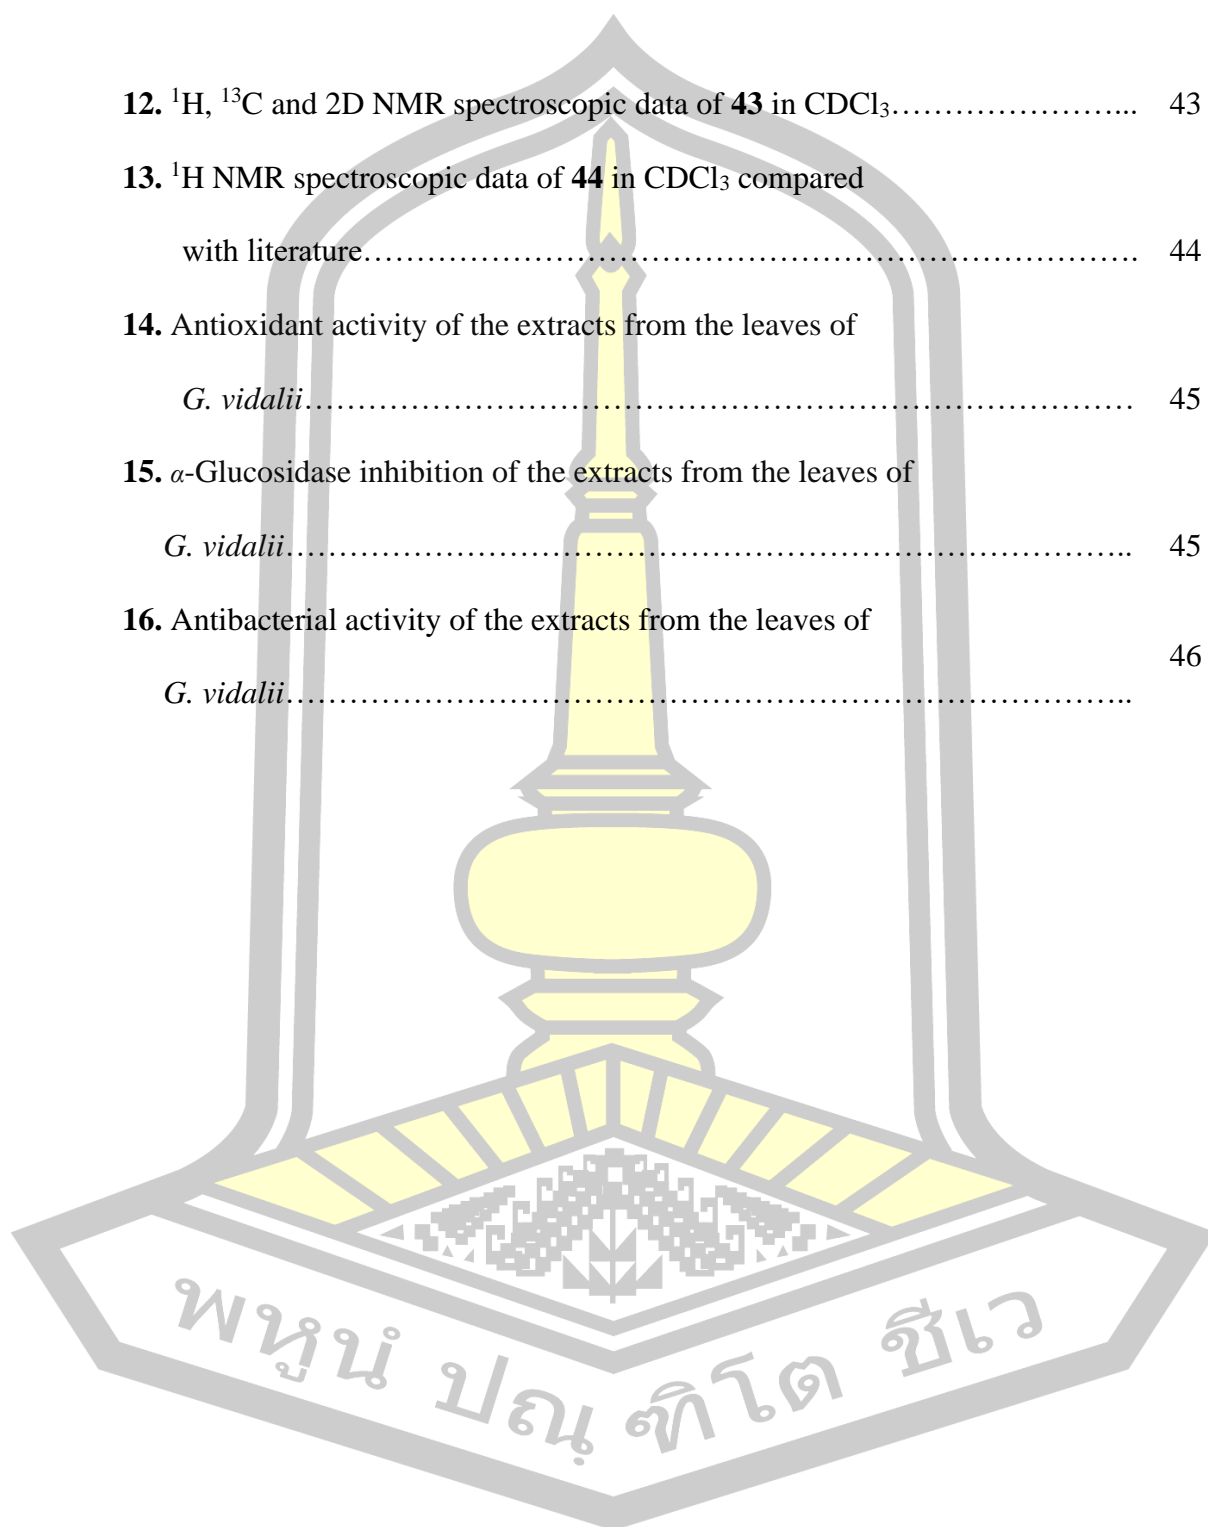 12. ¹H, ¹³C and 2D NMR spectroscopic data of 43 in CDCl₃…………………... 43
13. ¹H NMR spectroscopic data of 44 in CDCl₃ compared
with literature………………………………………………………………. 44
14. Antioxidant activity of the extracts from the leaves of
G. vidalii…………………………………………………………………… 45
15. α-Glucosidase inhibition of the extracts from the leaves of
G. vidalii…………………………………………………………………….. 45
16. Antibacterial activity of the extracts from the leaves of
46
G. vidalii……………………………………………………………………..
พหูนํ ปณฺฑิโต ชีเว